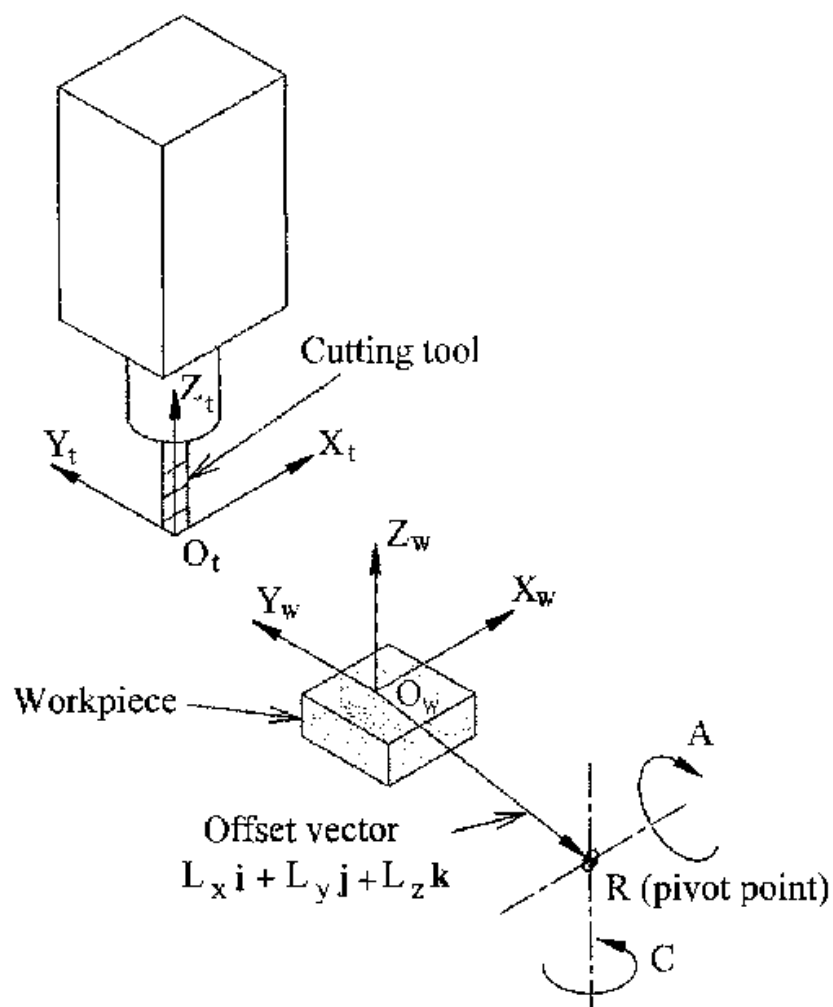 Cutting tool
Z_t
Y_t
X_t
O_t
Z_w
Y_w
X_w
O_w
Workpiece
A
Offset vector
L_x i + L_y j + L_z k
R (pivot point)
C